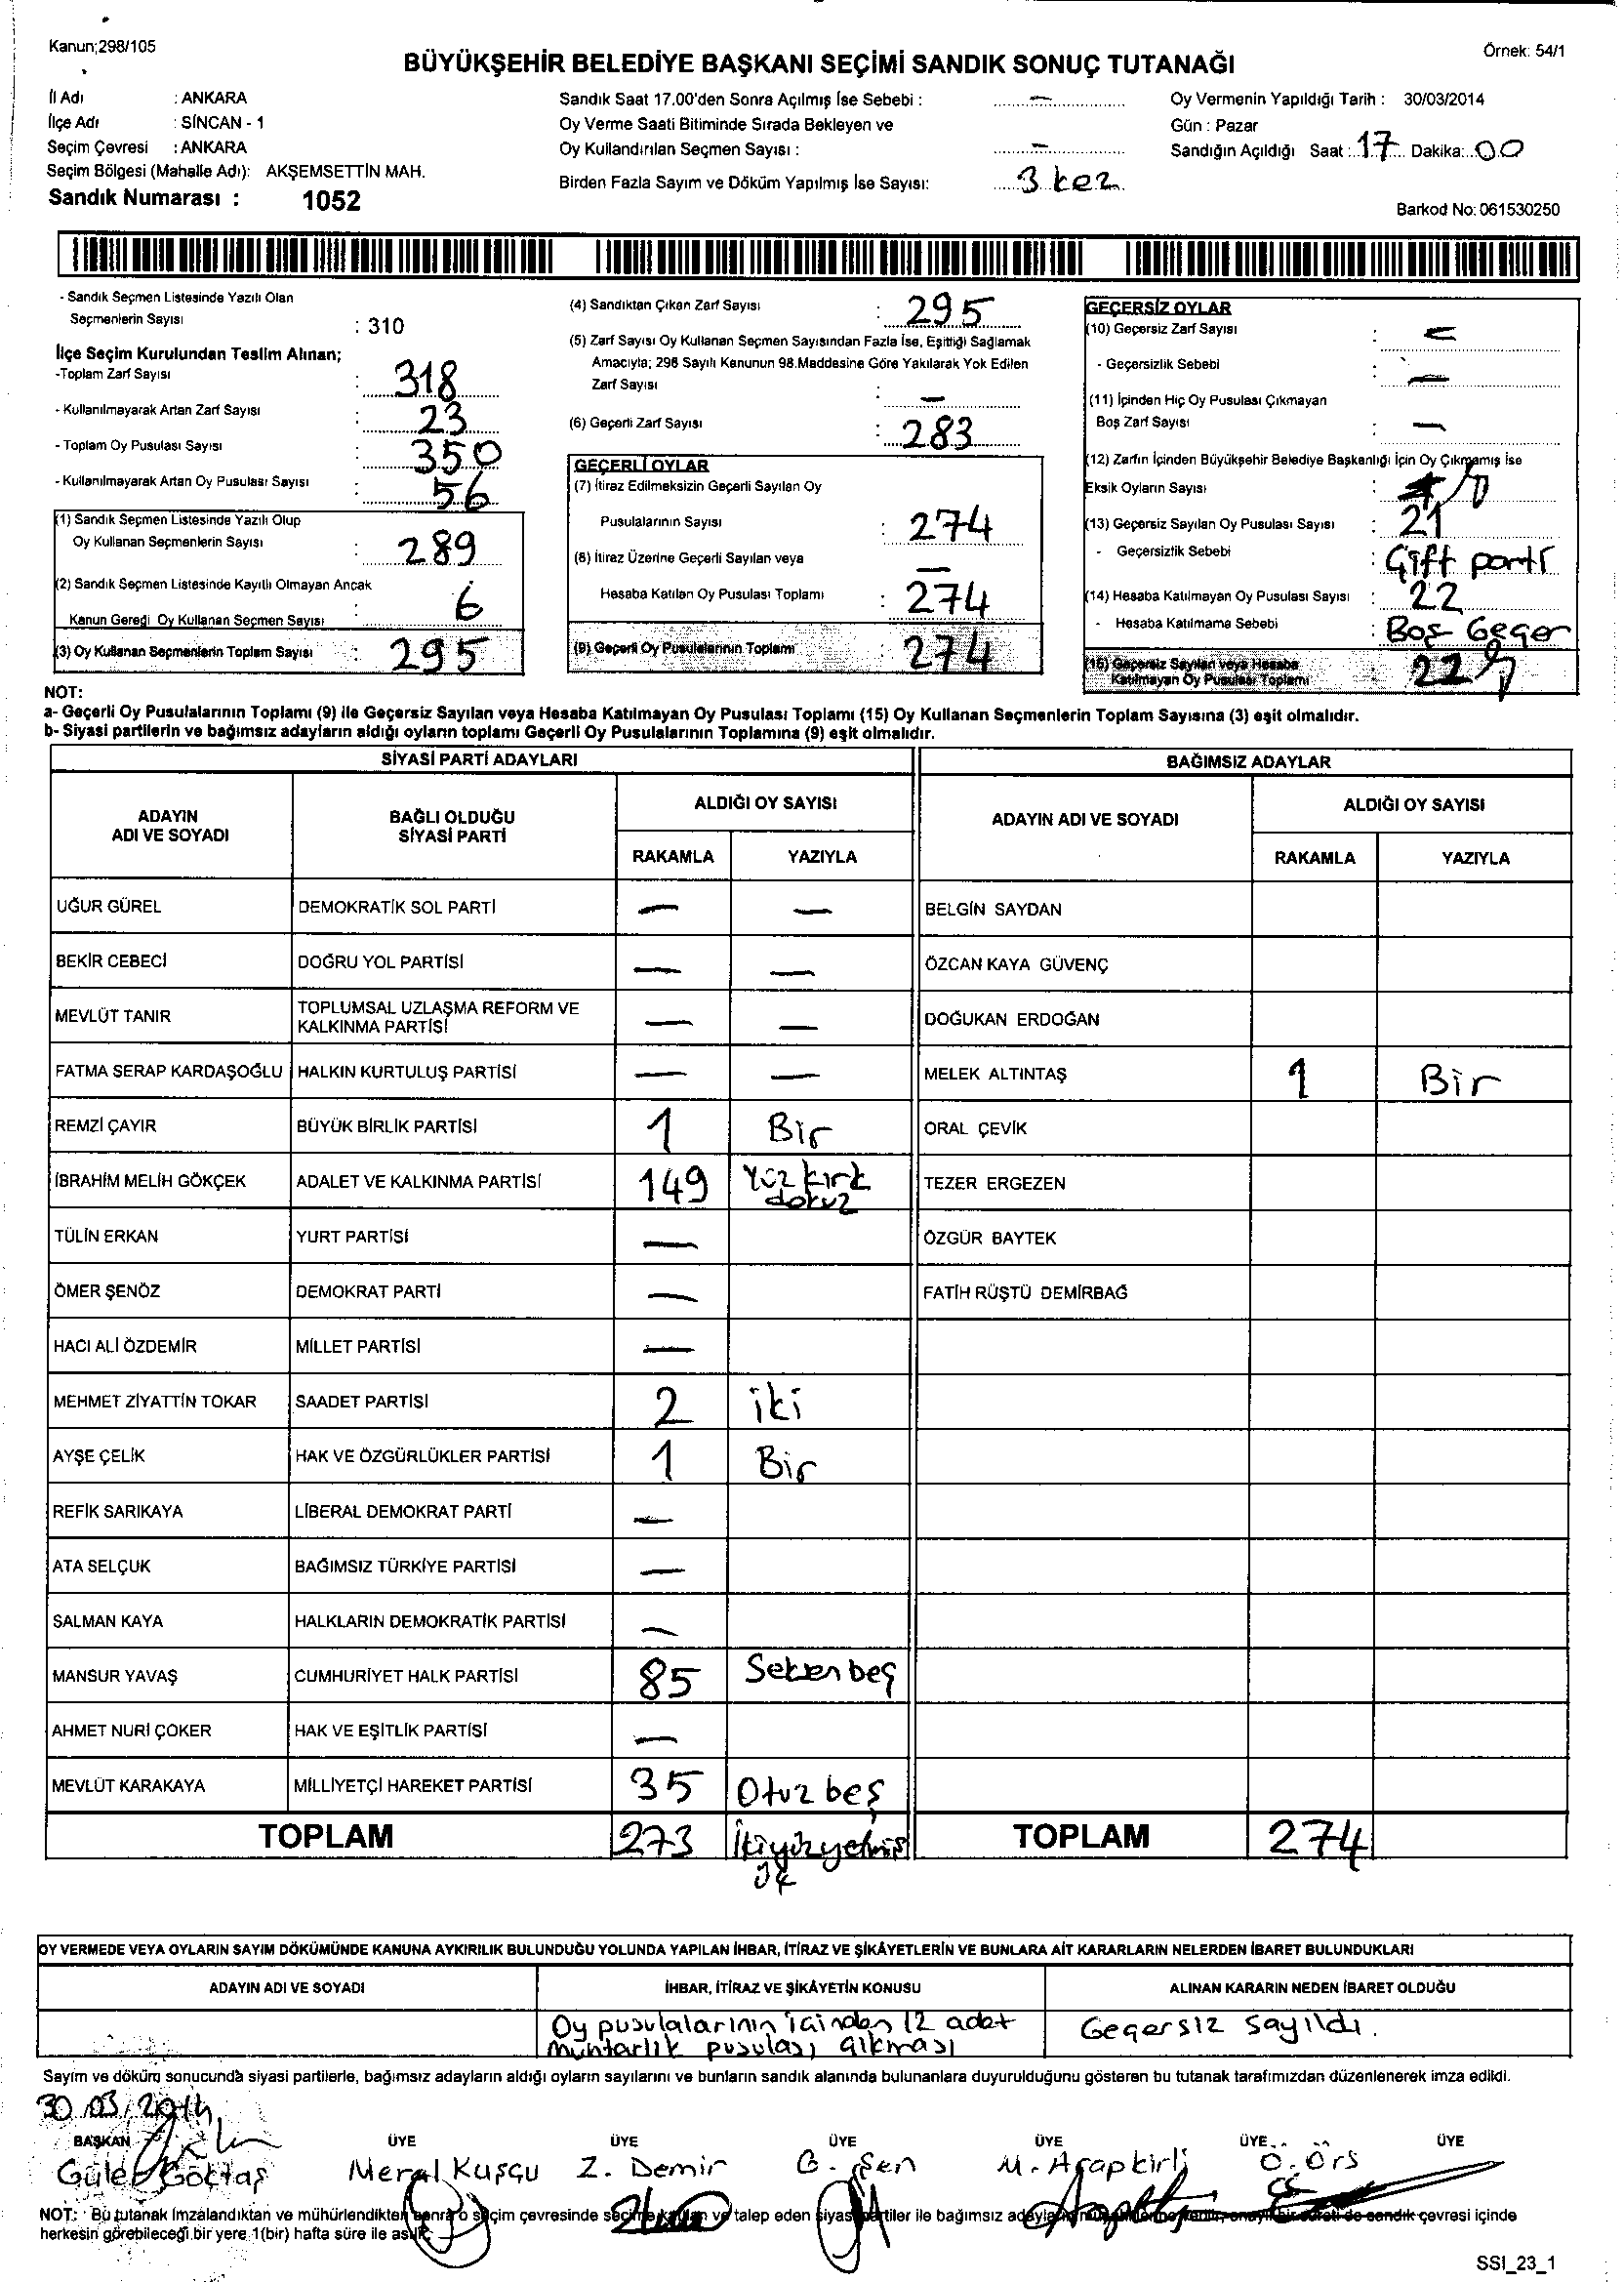 Kanun;298/105
Örnek: 54/1
BÜYÜKŞEHİR BELEDİYE BAŞKANI SEÇİMİ SANDIK SONUÇ TUTANAĞI
İl Adı : ANKARA
İlçe Adı : SİNCAN - 1
Seçim Çevresi : ANKARA
Seçim Bölgesi (Mahalle Adı): AKŞEMSETTİN MAH.
Sandık Numarası : 1052
Sandık Saat 17.00'den Sonra Açılmış İse Sebebi : —
Oy Verme Saati Bitiminde Sırada Bekleyen ve
Oy Kullandırılan Seçmen Sayısı : —
Birden Fazla Sayım ve Döküm Yapılmış İse Sayısı: 3 kez
Oy Vermenin Yapıldığı Tarih : 30/03/2014
Gün : Pazar
Sandığın Açıldığı Saat : 17 Dakika: 00
Barkod No: 061530250
- Sandık Seçmen Listesinde Yazılı Olan
Seçmenlerin Sayısı : 310
İlçe Seçim Kurulundan Teslim Alınan;
-Toplam Zarf Sayısı : 318
- Kullanılmayarak Artan Zarf Sayısı : 23
- Toplam Oy Pusulası Sayısı : 350
- Kullanılmayarak Artan Oy Pusulası Sayısı : 56
(1) Sandık Seçmen Listesinde Yazılı Olup
Oy Kullanan Seçmenlerin Sayısı : 289
(2) Sandık Seçmen Listesinde Kayıtlı Olmayan Ancak
Kanun Gereği Oy Kullanan Seçmen Sayısı : 6
(3) Oy Kullanan Seçmenlerin Toplam Sayısı : 295
(4) Sandıktan Çıkan Zarf Sayısı : 295
(5) Zarf Sayısı Oy Kullanan Seçmen Sayısından Fazla İse, Eşitliği Sağlamak
Amacıyla; 298 Sayılı Kanunun 98.Maddesine Göre Yakılarak Yok Edilen
Zarf Sayısı : —
(6) Geçerli Zarf Sayısı : 283
GEÇERLİ OYLAR
(7) İtiraz Edilmeksizin Geçerli Sayılan Oy
Pusulalarının Sayısı : 274
(8) İtiraz Üzerine Geçerli Sayılan veya —
Hesaba Katılan Oy Pusulası Toplamı : 274
(9) Geçerli Oy Pusulalarının Toplamı : 274
GEÇERSİZ OYLAR
(10) Geçersiz Zarf Sayısı : —
- Geçersizlik Sebebi : —
(11) İçinden Hiç Oy Pusulası Çıkmayan
Boş Zarf Sayısı : —
(12) Zarfın İçinden Büyükşehir Belediye Başkanlığı İçin Oy Çıkmamış İse
Eksik Oyların Sayısı :
(13) Geçersiz Sayılan Oy Pusulası Sayısı : 21
- Geçersizlik Sebebi : Çift parti
(14) Hesaba Katılmayan Oy Pusulası Sayısı : 22
- Hesaba Katılmama Sebebi : Boş Geçer
(15) Geçersiz Sayılan veya Hesaba
Katılmayan Oy Pusulası Toplamı 22
NOT:
a- Geçerli Oy Pusulalarının Toplamı (9) ile Geçersiz Sayılan veya Hesaba Katılmayan Oy Pusulası Toplamı (15) Oy Kullanan Seçmenlerin Toplam Sayısına (3) eşit olmalıdır.
b- Siyasi partilerin ve bağımsız adayların aldığı oyların toplamı Geçerli Oy Pusulalarının Toplamına (9) eşit olmalıdır.
SİYASİ PARTİ ADAYLARI
ADAYIN ADI VE SOYADI
BAĞLI OLDUĞU SİYASİ PARTİ
ALDIĞI OY SAYISI
RAKAMLA YAZIYLA
UĞUR GÜREL DEMOKRATİK SOL PARTİ — —
BEKİR CEBECİ DOĞRU YOL PARTİSİ — —
MEVLÜT TANIR TOPLUMSAL UZLAŞMA REFORM VE KALKINMA PARTİSİ — —
FATMA SERAP KARDAŞOĞLU HALKIN KURTULUŞ PARTİSİ — —
REMZİ ÇAYIR BÜYÜK BİRLİK PARTİSİ 1 Bir
İBRAHİM MELİH GÖKÇEK ADALET VE KALKINMA PARTİSİ 149 Yüz kırk dokuz
TÜLİN ERKAN YURT PARTİSİ —
ÖMER ŞENÖZ DEMOKRAT PARTİ —
HACI ALİ ÖZDEMİR MİLLET PARTİSİ —
MEHMET ZİYATTİN TOKAR SAADET PARTİSİ 2 iki
AYŞE ÇELİK HAK VE ÖZGÜRLÜKLER PARTİSİ 1 Bir
REFİK SARIKAYA LİBERAL DEMOKRAT PARTİ —
ATA SELÇUK BAĞIMSIZ TÜRKİYE PARTİSİ —
SALMAN KAYA HALKLARIN DEMOKRATİK PARTİSİ —
MANSUR YAVAŞ CUMHURİYET HALK PARTİSİ 85 Seksen beş
AHMET NURİ ÇOKER HAK VE EŞİTLİK PARTİSİ —
MEVLÜT KARAKAYA MİLLİYETÇİ HAREKET PARTİSİ 35 Otuz beş
TOPLAM 273 İkiyüzyetmiş
BAĞIMSIZ ADAYLAR
ADAYIN ADI VE SOYADI
ALDIĞI OY SAYISI
RAKAMLA YAZIYLA
BELGİN SAYDAN
ÖZCAN KAYA GÜVENÇ
DOĞUKAN ERDOĞAN
MELEK ALTINTAŞ 1 Bir
ORAL ÇEVİK
TEZER ERGEZEN
ÖZGÜR BAYTEK
FATİH RÜŞTÜ DEMİRBAĞ
TOPLAM 274
OY VERMEDE VEYA OYLARIN SAYIM DÖKÜMÜNDE KANUNA AYKIRILIK BULUNDUĞU YOLUNDA YAPILAN İHBAR, İTİRAZ VE ŞİKÂYETLERİN VE BUNLARA AİT KARARLARIN NELERDEN İBARET BULUNDUKLARI
ADAYIN ADI VE SOYADI İHBAR, İTİRAZ VE ŞİKÂYETİN KONUSU ALINAN KARARIN NEDEN İBARET OLDUĞU
Oy pusulalarının içinden 12 adet Geçersiz sayıldı.
muhtarlık pusulası çıkması
Sayım ve döküm sonucunda siyasi partilerle, bağımsız adayların aldığı oyların sayılarını ve bunların sandık alanında bulunanlara duyurulduğunu gösteren bu tutanak tarafımızdan düzenlenerek imza edildi.
30.03.2014
BAŞKAN ÜYE ÜYE ÜYE ÜYE ÜYE ÜYE
Güler Göktaş Meral Kuşçu Z. Demir G. Şen M. Arapkirli Ö. Örs
NOT: Bu tutanak imzalandıktan ve mühürlendikten sonra o seçim çevresinde seçime katılan ve talep eden siyasi partiler ile bağımsız adaylara çevresi içinde
herkesin görebileceği bir yere 1(bir) hafta süre ile asılır.
SSI_23_1